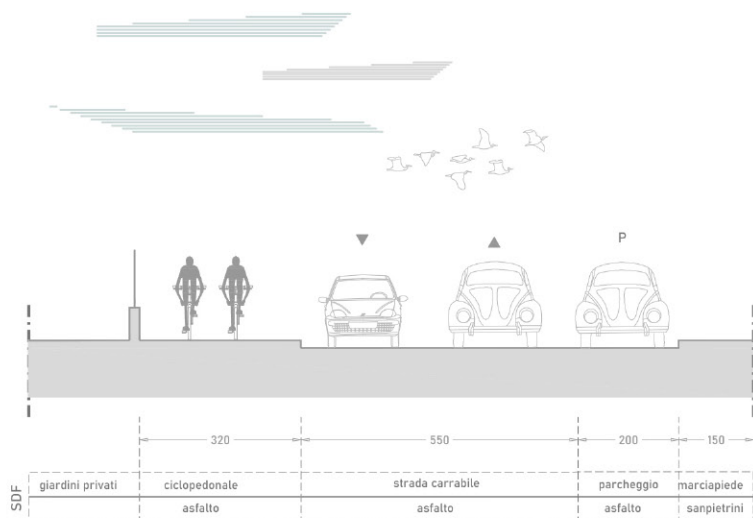 P
320 550 200 150
SDF
giardini privati ciclopedonale strada carrabile parcheggio marciapiede
asfalto asfalto asfalto sanpietrini